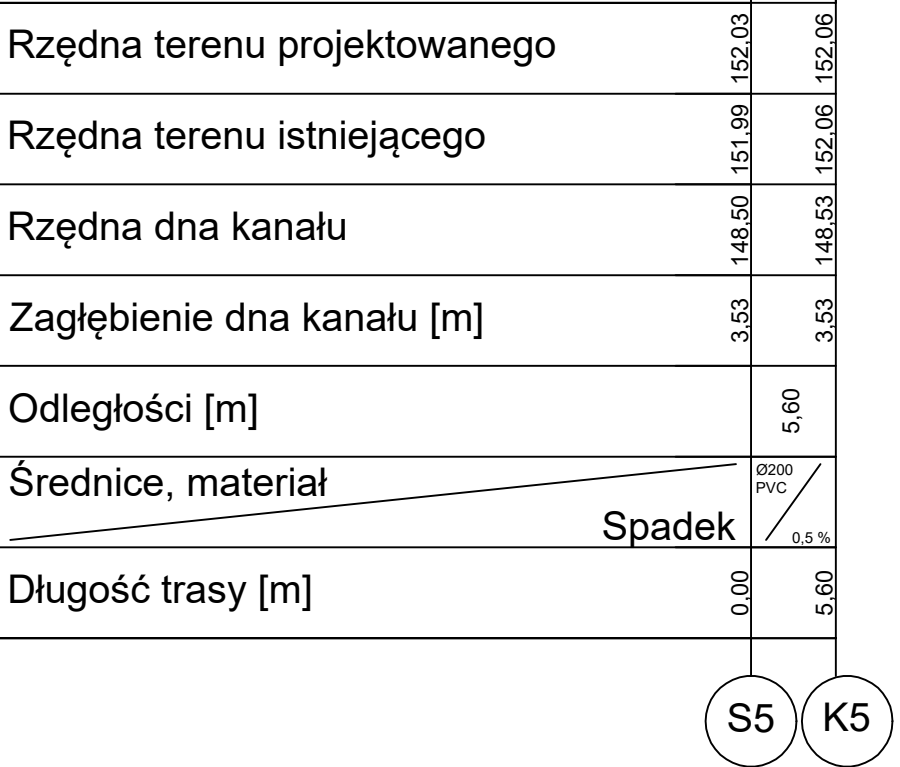 Rzędna terenu projektowanego 152,03 152,06
Rzędna terenu istniejącego 151,99 152,06
Rzędna dna kanału 148,50 148,53
Zagłębienie dna kanału [m] 3,53 3,53
Odległości [m] 5,60
Średnice, materiał Ø200
PVC
Spadek 0,5 %
Długość trasy [m] 0,00 5,60
S5 K5